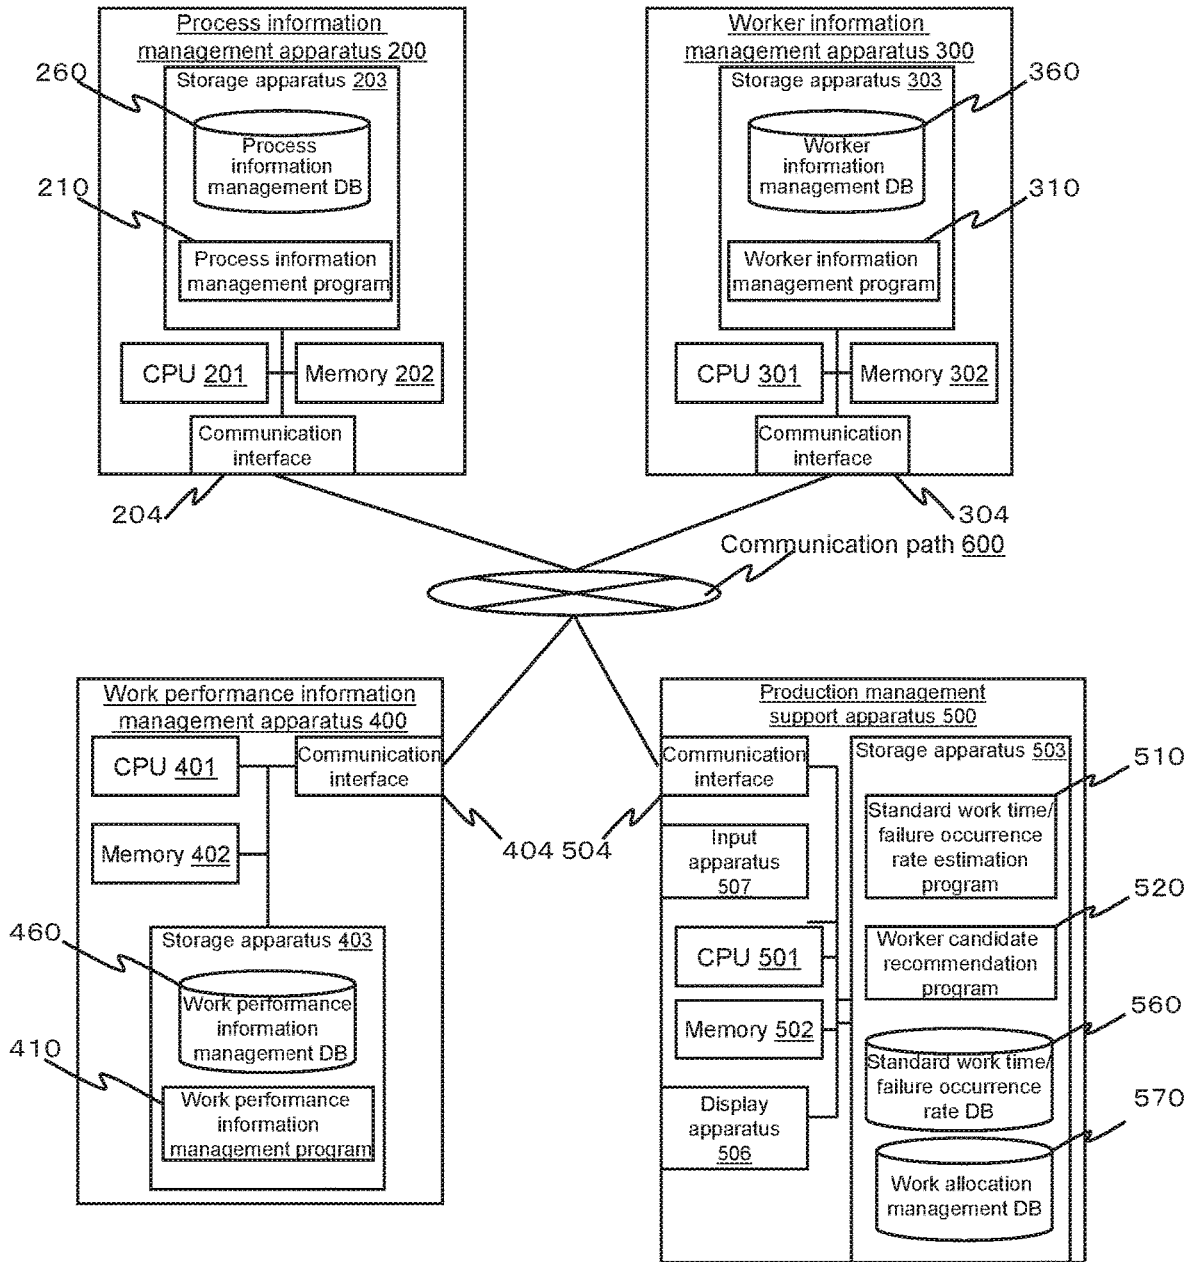 Process information
management apparatus 200
Storage apparatus 203
260
Process
information
management DB
210
Process information
management program
CPU 201
Memory 202
Communication
interface
204
Worker information
management apparatus 300
Storage apparatus 303
360
Worker
information
management DB
310
Worker information
management program
CPU 301
Memory 302
Communication
interface
304
Communication path 600
Work performance information
management apparatus 400
CPU 401
Communication
interface
Memory 402
404
Storage apparatus 403
460
Work performance
information
management DB
410
Work performance
information
management program
Production management
support apparatus 500
Communication
interface
504
Input
apparatus
507
CPU 501
Memory 502
Display
apparatus
506
Storage apparatus 503
510
Standard work time/
failure occurrence
rate estimation
program
520
Worker candidate
recommendation
program
560
Standard work time/
failure occurrence
rate DB
570
Work allocation
management DB